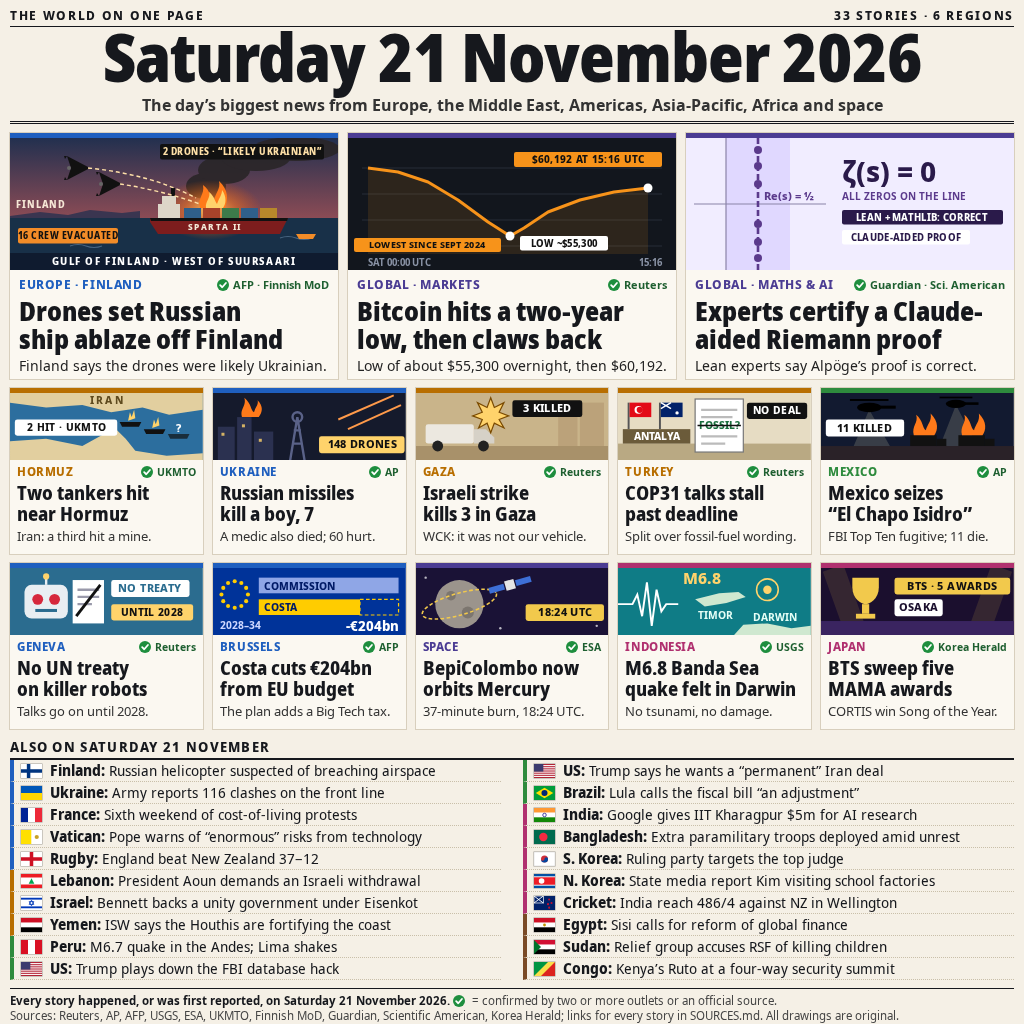 THE WORLD ON ONE PAGE
33 STORIES · 6 REGIONS
Saturday 21 November 2026
The day’s biggest news from Europe, the Middle East, Americas, Asia-Pacific, Africa and space
2 DRONES · “LIKELY UKRAINIAN”
FINLAND
SPARTA II
16 CREW EVACUATED
GULF OF FINLAND · WEST OF SUURSAARI
EUROPE · FINLAND
AFP · Finnish MoD
Drones set Russian
ship ablaze off Finland
Finland says the drones were likely Ukrainian.
$60,192 AT 15:16 UTC
LOWEST SINCE SEPT 2024
LOW ~$55,300
SAT 00:00 UTC
15:16
GLOBAL · MARKETS
Reuters
Bitcoin hits a two-year
low, then claws back
Low of about $55,300 overnight, then $60,192.
ζ(s) = 0
ALL ZEROS ON THE LINE
Re(s) = ½
LEAN + MATHLIB: CORRECT
CLAUDE-AIDED PROOF
GLOBAL · MATHS & AI
Guardian · Sci. American
Experts certify a Claude-
aided Riemann proof
Lean experts say Alpöge’s proof is correct.
IRAN
2 HIT · UKMTO
?
HORMUZ
UKMTO
Two tankers hit
near Hormuz
Iran: a third hit a mine.
148 DRONES
UKRAINE
AP
Russian missiles
kill a boy, 7
A medic also died; 60 hurt.
3 KILLED
GAZA
Reuters
Israeli strike
kills 3 in Gaza
WCK: it was not our vehicle.
ANTALYA
FOSSIL?
NO DEAL
TURKEY
Reuters
COP31 talks stall
past deadline
Split over fossil-fuel wording.
11 KILLED
MEXICO
AP
Mexico seizes
“El Chapo Isidro”
FBI Top Ten fugitive; 11 die.
NO TREATY
UNTIL 2028
GENEVA
Reuters
No UN treaty
on killer robots
Talks go on until 2028.
COMMISSION
COSTA
2028–34
-€204bn
BRUSSELS
AFP
Costa cuts €204bn
from EU budget
The plan adds a Big Tech tax.
18:24 UTC
SPACE
ESA
BepiColombo now
orbits Mercury
37-minute burn, 18:24 UTC.
M6.8
TIMOR
DARWIN
INDONESIA
USGS
M6.8 Banda Sea
quake felt in Darwin
No tsunami, no damage.
BTS · 5 AWARDS
OSAKA
JAPAN
Korea Herald
BTS sweep five
MAMA awards
CORTIS win Song of the Year.
ALSO ON SATURDAY 21 NOVEMBER
Finland: Russian helicopter suspected of breaching airspace
Ukraine: Army reports 116 clashes on the front line
France: Sixth weekend of cost-of-living protests
Vatican: Pope warns of “enormous” risks from technology
Rugby: England beat New Zealand 37–12
Lebanon: President Aoun demands an Israeli withdrawal
Israel: Bennett backs a unity government under Eisenkot
Yemen: ISW says the Houthis are fortifying the coast
Peru: M6.7 quake in the Andes; Lima shakes
US: Trump plays down the FBI database hack
US: Trump says he wants a “permanent” Iran deal
Brazil: Lula calls the fiscal bill “an adjustment”
India: Google gives IIT Kharagpur $5m for AI research
Bangladesh: Extra paramilitary troops deployed amid unrest
S. Korea: Ruling party targets the top judge
N. Korea: State media report Kim visiting school factories
Cricket: India reach 486/4 against NZ in Wellington
Egypt: Sisi calls for reform of global finance
Sudan: Relief group accuses RSF of killing children
Congo: Kenya’s Ruto at a four-way security summit
Every story happened, or was first reported, on Saturday 21 November 2026. = confirmed by two or more outlets or an official source.
Sources: Reuters, AP, AFP, USGS, ESA, UKMTO, Finnish MoD, Guardian, Scientific American, Korea Herald; links for every story in SOURCES.md. All drawings are original.